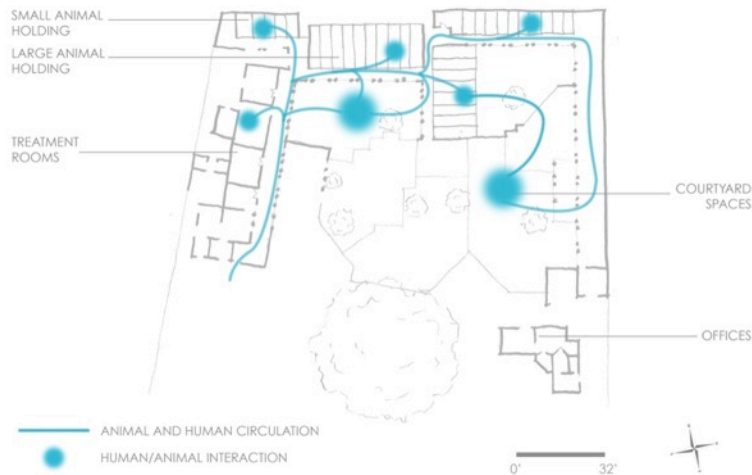 SMALL ANIMAL
HOLDING
LARGE ANIMAL
HOLDING
TREATMENT
ROOMS
COURTYARD
SPACES
OFFICES
ANIMAL AND HUMAN CIRCULATION
HUMAN/ANIMAL INTERACTION
0'
32'